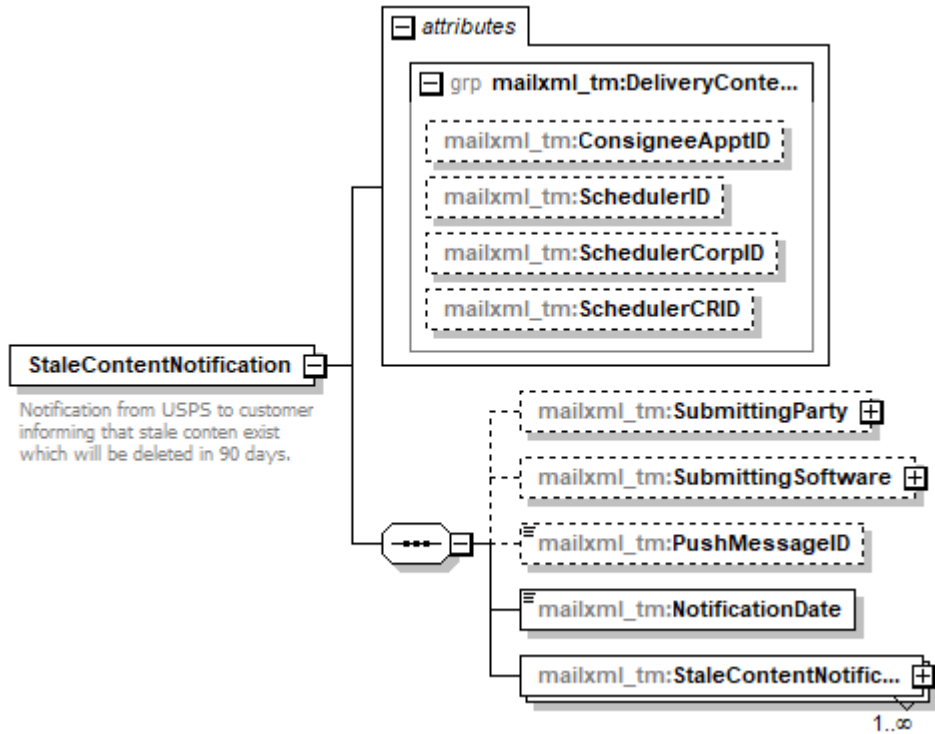 attributes
grp mailxml_tm:DeliveryConte...
mailxml_tm:ConsigneeApptID
mailxml_tm:SchedulerID
mailxml_tm:SchedulerCorpID
mailxml_tm:SchedulerCRID
StaleContentNotification
Notification from USPS to customer
informing that stale conten exist
which will be deleted in 90 days.
mailxml_tm:SubmittingParty
mailxml_tm:SubmittingSoftware
mailxml_tm:PushMessageID
mailxml_tm:NotificationDate
mailxml_tm:StaleContentNotific...
1..∞